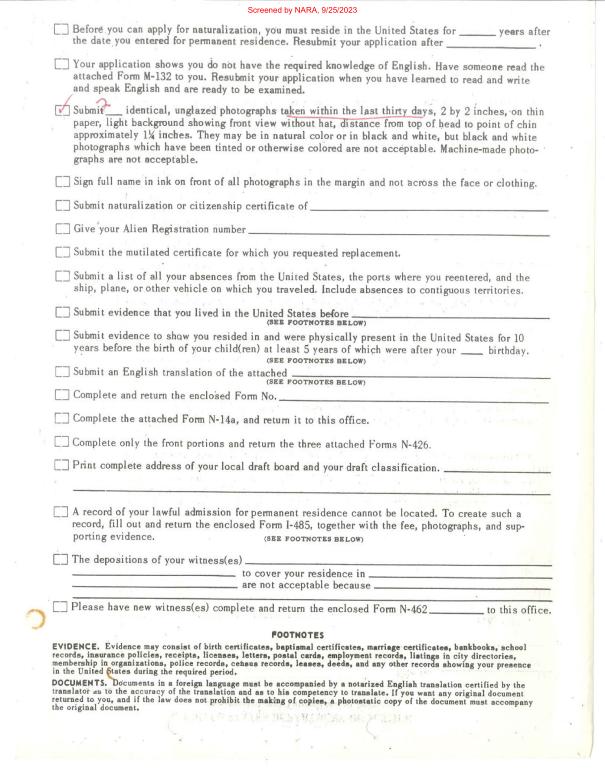 Screened by NARA, 9/25/2023
Before you can apply for naturalization, you must reside in the United States for ______ years after
the date you entered for permanent residence. Resubmit your application after ______________ .
Your application shows you do not have the required knowledge of English. Have someone read the
attached Form M-132 to you. Resubmit your application when you have learned to read and write
and speak English and are ready to be examined.
Submit ___ identical, unglazed photographs taken within the last thirty days, 2 by 2 inches, on thin
paper, light background showing front view without hat, distance from top of head to point of chin
approximately 1¼ inches. They may be in natural color or in black and white, but black and white
photographs which have been tinted or otherwise colored are not acceptable. Machine-made photo-
graphs are not acceptable.
Sign full name in ink on front of all photographs in the margin and not across the face or clothing.
Submit naturalization or citizenship certificate of ______________
Give your Alien Registration number ______________
Submit the mutilated certificate for which you requested replacement.
Submit a list of all your absences from the United States, the ports where you reentered, and the
ship, plane, or other vehicle on which you traveled. Include absences to contiguous territories.
Submit evidence that you lived in the United States before ______________
(SEE FOOTNOTES BELOW)
Submit evidence to show you resided in and were physically present in the United States for 10
years before the birth of your child(ren) at least 5 years of which were after your ____ birthday.
(SEE FOOTNOTES BELOW)
Submit an English translation of the attached ______________
(SEE FOOTNOTES BELOW)
Complete and return the enclosed Form No. ______________
Complete the attached Form N-14a, and return it to this office.
Complete only the front portions and return the three attached Forms N-426.
Print complete address of your local draft board and your draft classification. ______________
A record of your lawful admission for permanent residence cannot be located. To create such a
record, fill out and return the enclosed Form I-485, together with the fee, photographs, and sup-
porting evidence. (SEE FOOTNOTES BELOW)
The depositions of your witness(es) ______________
______________ to cover your residence in ______________
______________ are not acceptable because ______________
Please have new witness(es) complete and return the enclosed Form N-462 ________ to this office.
FOOTNOTES
EVIDENCE. Evidence may consist of birth certificates, baptismal certificates, marriage certificates, bankbooks, school
records, insurance policies, receipts, licenses, letters, postal cards, employment records, listings in city directories,
membership in organizations, police records, census records, leases, deeds, and any other records showing your presence
in the United States during the required period.
DOCUMENTS. Documents in a foreign language must be accompanied by a notarized English translation certified by the
translator as to the accuracy of the translation and as to his competency to translate. If you want any original document
returned to you, and if the law does not prohibit the making of copies, a photostatic copy of the document must accompany
the original document.